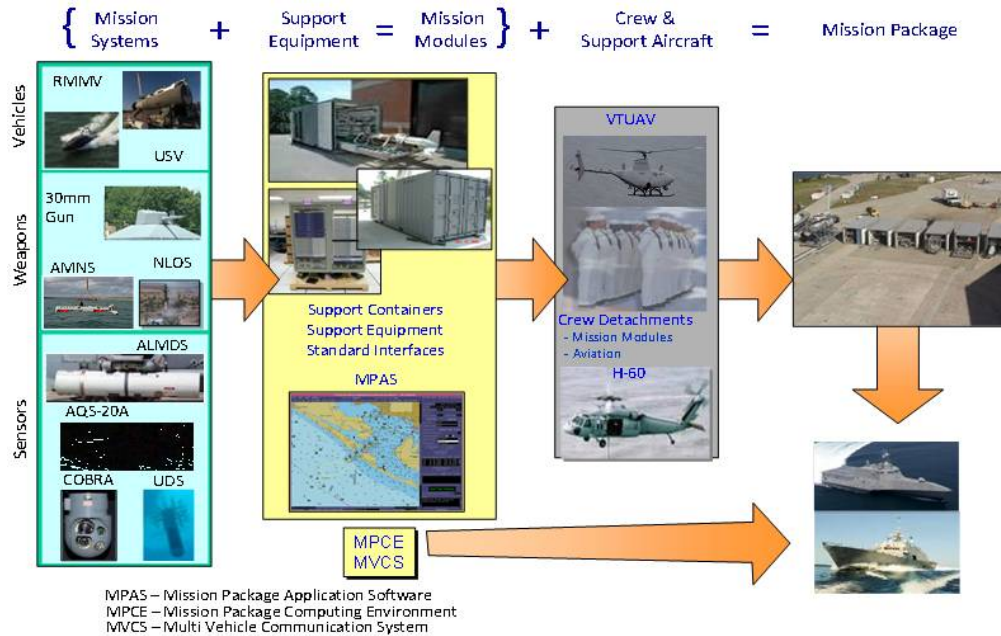 { Mission Systems + Support Equipment = Mission Modules } + Crew & Support Aircraft = Mission Package
Vehicles
RMMV
USV
Weapons
30mm Gun
AMNS
NLOS
Sensors
ALMDS
AQS-20A
COBRA
UDS
Support Containers
Support Equipment
Standard Interfaces
MPAS
MPCE
MVCS
VTUAV
Crew Detachments
- Mission Modules
- Aviation
H-60
MPAS – Mission Package Application Software
MPCE – Mission Package Computing Environment
MVCS – Multi Vehicle Communication System